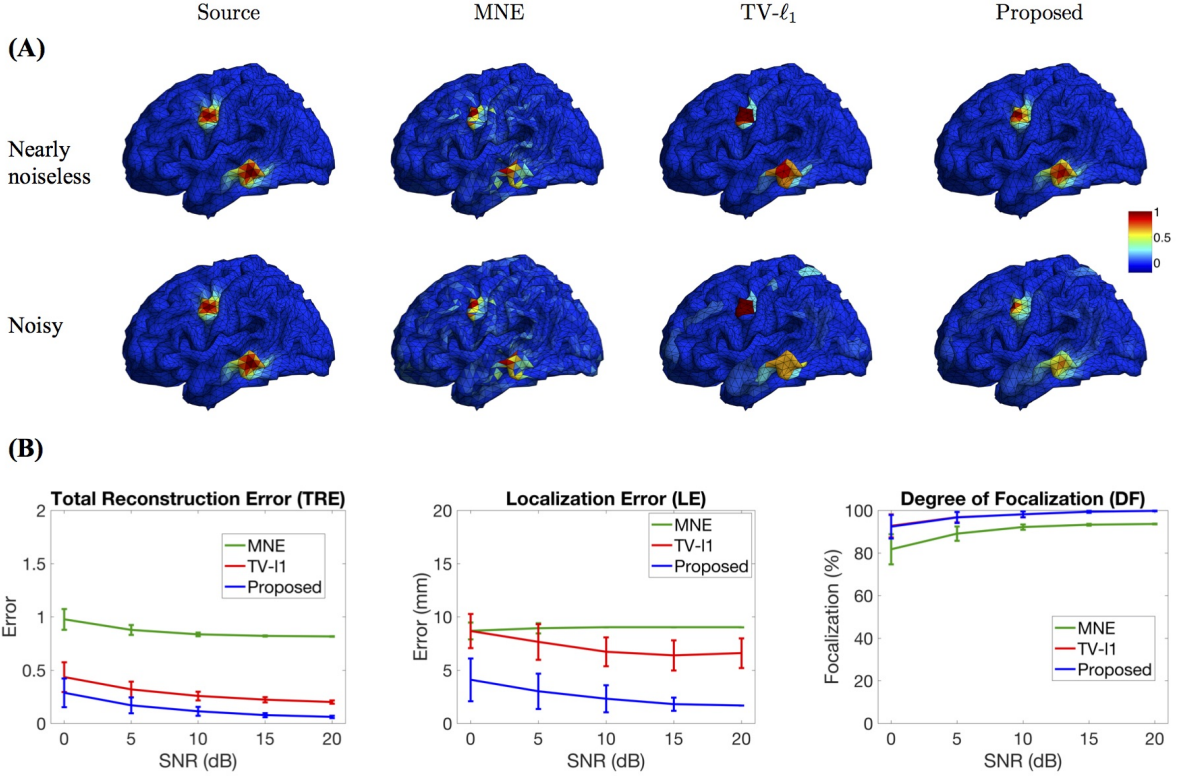 Source MNE TV-ℓ₁ Proposed
(A)
Nearly
noiseless
1
0.5
0
Noisy
(B)
Total Reconstruction Error (TRE)
2
1.5
1
0.5
0
Error
MNE
TV-l1
Proposed
0 5 10 15 20
SNR (dB)
Localization Error (LE)
20
10
0
Error (mm)
MNE
TV-l1
Proposed
0 5 10 15 20
SNR (dB)
Degree of Focalization (DF)
100
80
60
40
20
0
Focalization (%)
MNE
TV-l1
Proposed
0 5 10 15 20
SNR (dB)